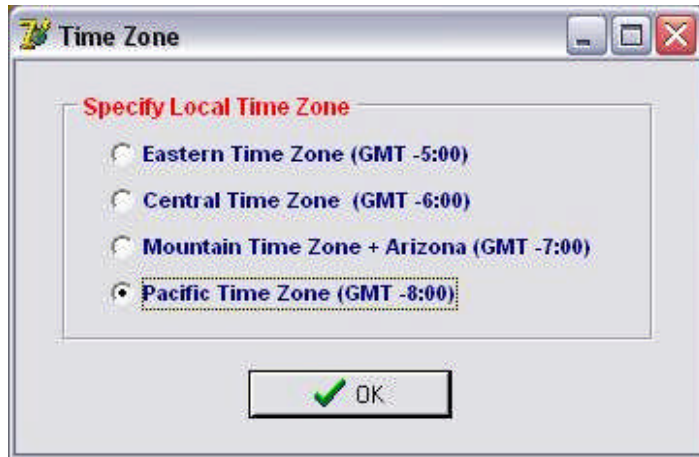 Time Zone
Specify Local Time Zone
Eastern Time Zone (GMT -5:00)
Central Time Zone  (GMT -6:00)
Mountain Time Zone + Arizona (GMT -7:00)
Pacific Time Zone (GMT -8:00)
OK